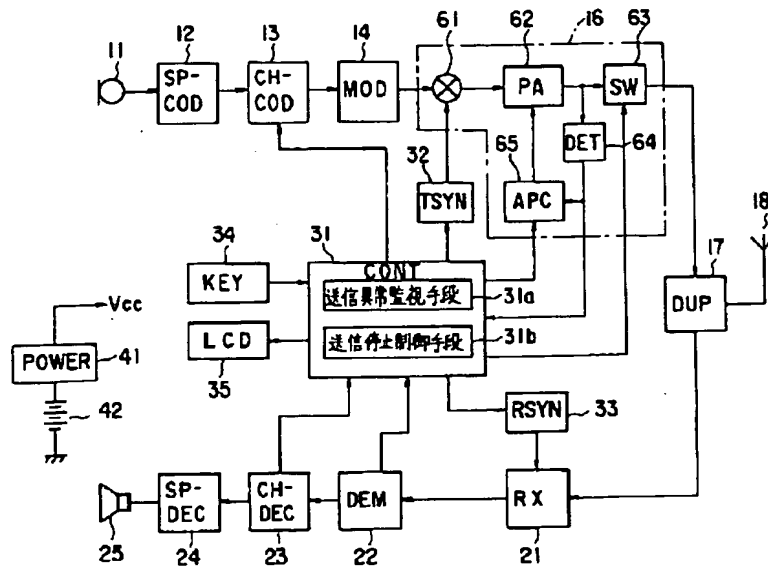 11
12
13
14
61
62
16
63
SP-
COD
CH-
COD
MOD
PA
SW
DET
64
65
APC
32
TSYN
18
17
DUP
34
KEY
31
CONT
送信異常監視手段
31a
送信停止制御手段
31b
LCD
35
Vcc
POWER
41
42
RSYN
33
SP-
DEC
CH-
DEC
DEM
RX
25
24
23
22
21